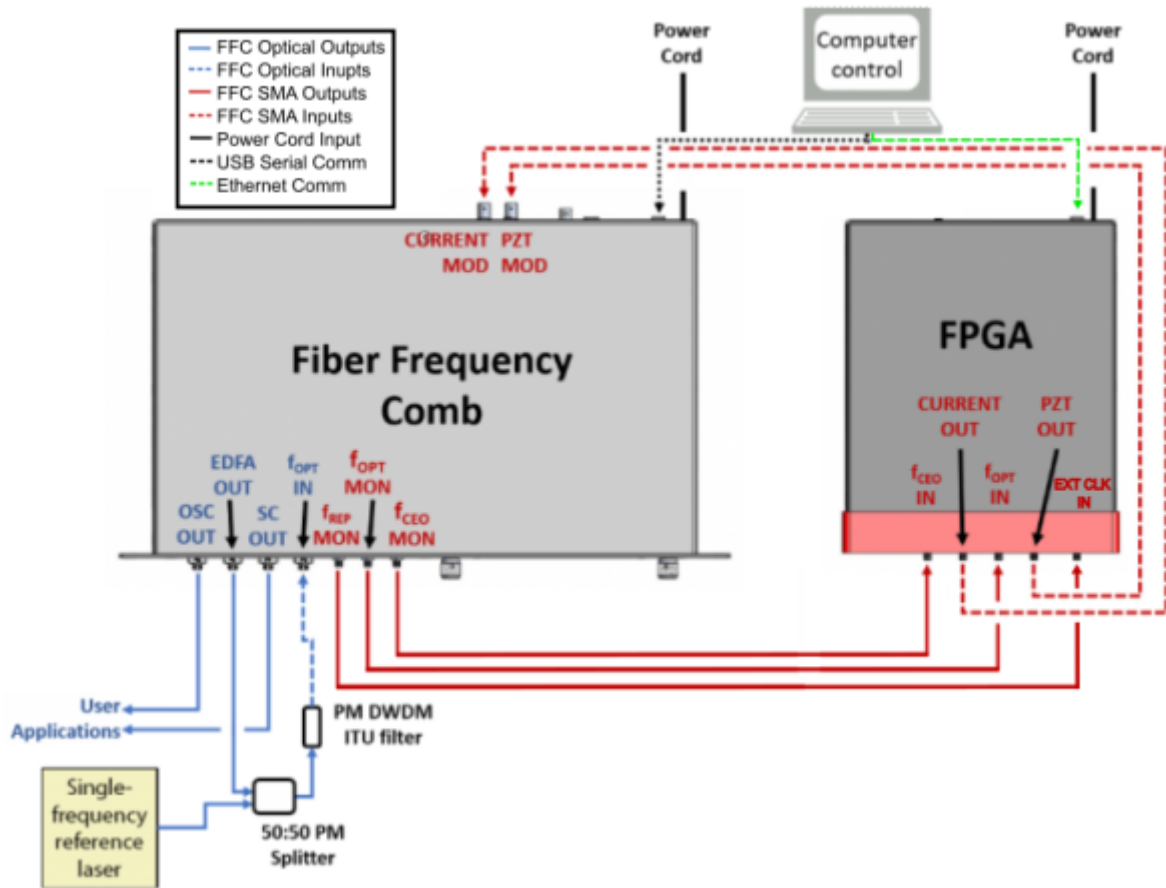 FFC Optical Outputs
FFC Optical Inupts
FFC SMA Outputs
FFC SMA Inputs
Power Cord Input
USB Serial Comm
Ethernet Comm
Power
Cord
Computer
control
Power
Cord
CURRENT
MOD
PZT
MOD
Fiber Frequency
Comb
FPGA
CURRENT
OUT
PZT
OUT
fCEO
IN
fOPT
IN
EXT CLK
IN
OSC
OUT
EDFA
OUT
SC
OUT
fOPT
IN
fREP
MON
fOPT
MON
fCEO
MON
User
Applications
PM DWDM
ITU filter
Single-
frequency
reference
laser
50:50 PM
Splitter